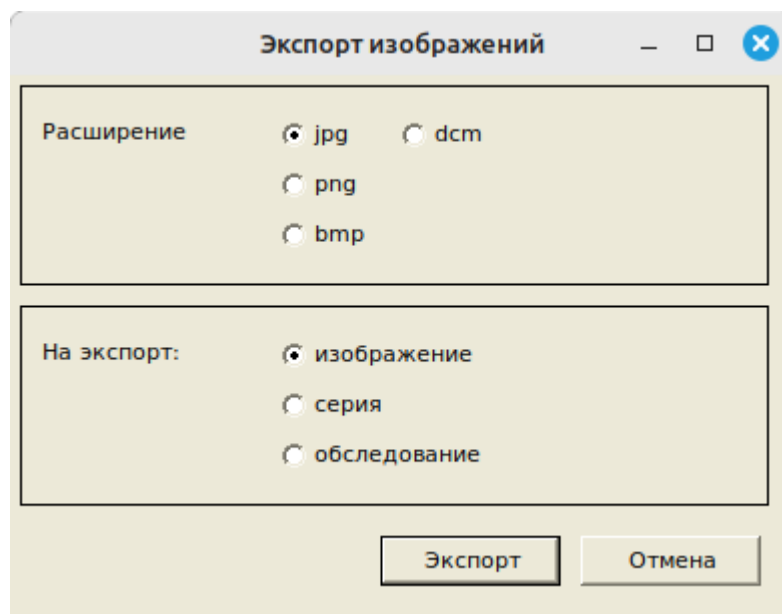 Экспорт изображений
Расширение jpg dcm
png
bmp
На экспорт: изображение
серия
обследование
Экспорт Отмена